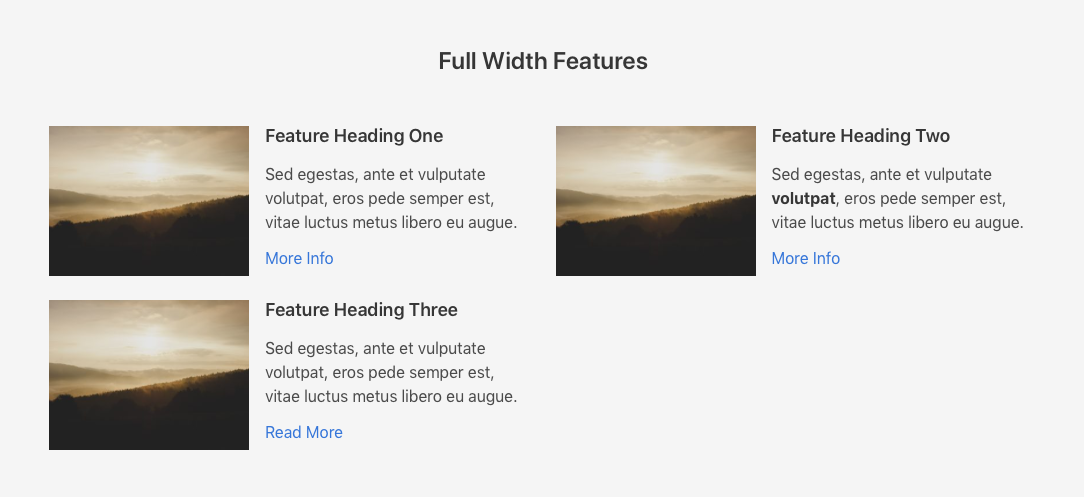 Full Width Features
Feature Heading One
Sed egestas, ante et vulputate
volutpat, eros pede semper est,
vitae luctus metus libero eu augue.
More Info
Feature Heading Two
Sed egestas, ante et vulputate
volutpat, eros pede semper est,
vitae luctus metus libero eu augue.
More Info
Feature Heading Three
Sed egestas, ante et vulputate
volutpat, eros pede semper est,
vitae luctus metus libero eu augue.
Read More